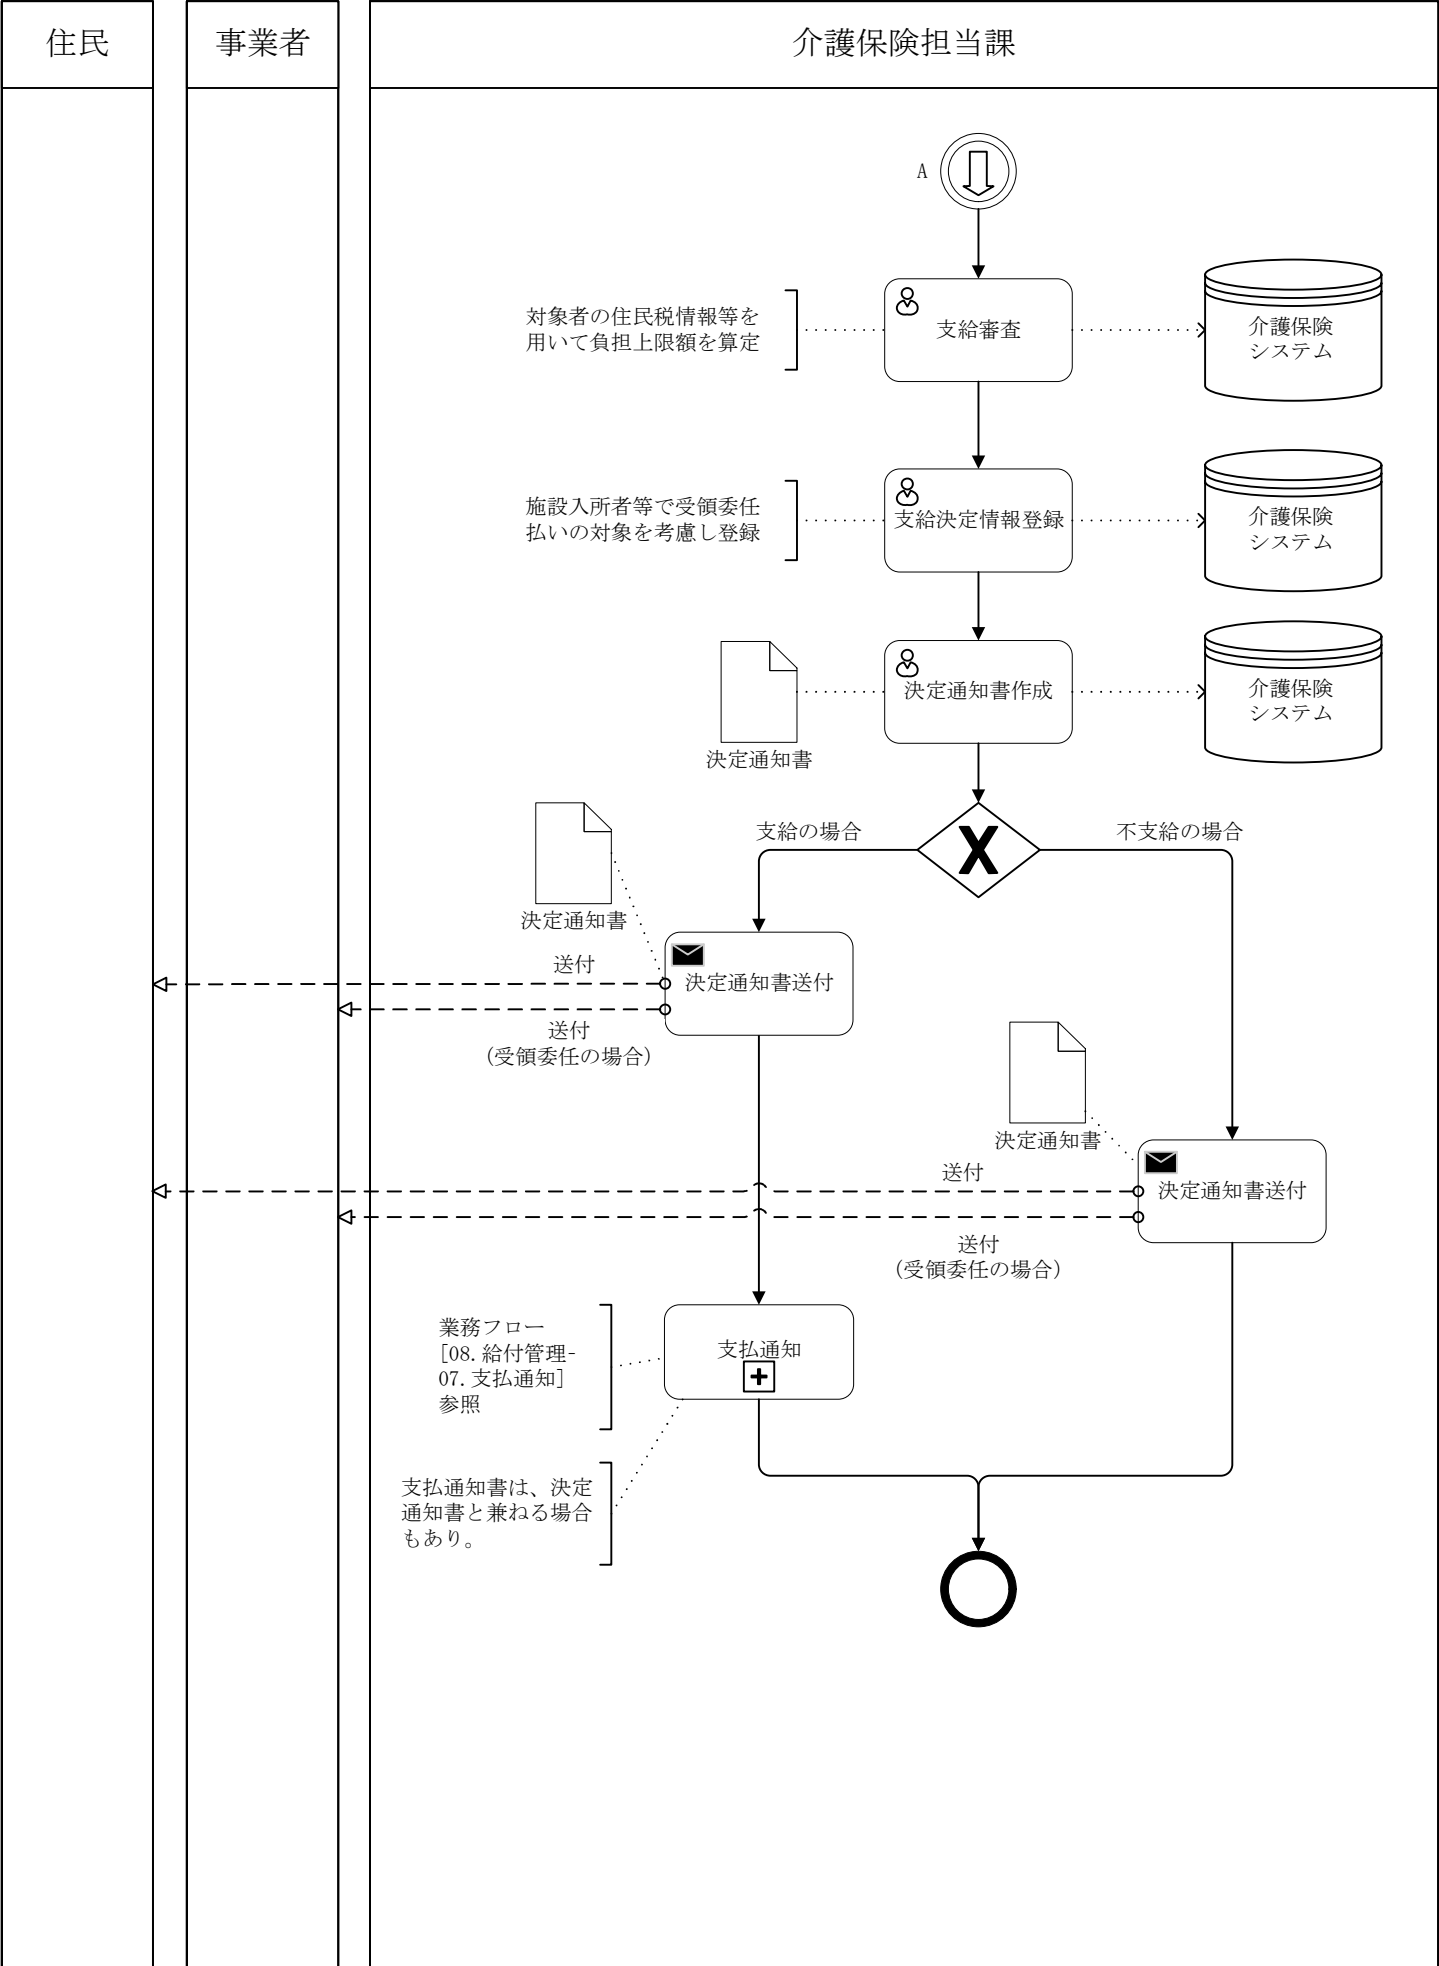 住民
事業者
介護保険担当課
A
対象者の住民税情報等を
用いて負担上限額を算定
支給審査
介護保険
システム
施設入所者等で受領委任
払いの対象を考慮し登録
支給決定情報登録
介護保険
システム
決定通知書
決定通知書作成
介護保険
システム
支給の場合
不支給の場合
決定通知書
送付
決定通知書送付
送付
(受領委任の場合)
決定通知書
送付
決定通知書送付
送付
(受領委任の場合)
業務フロー
[08.給付管理-
07.支払通知]
参照
支払通知
支払通知書は、決定
通知書と兼ねる場合
もあり。